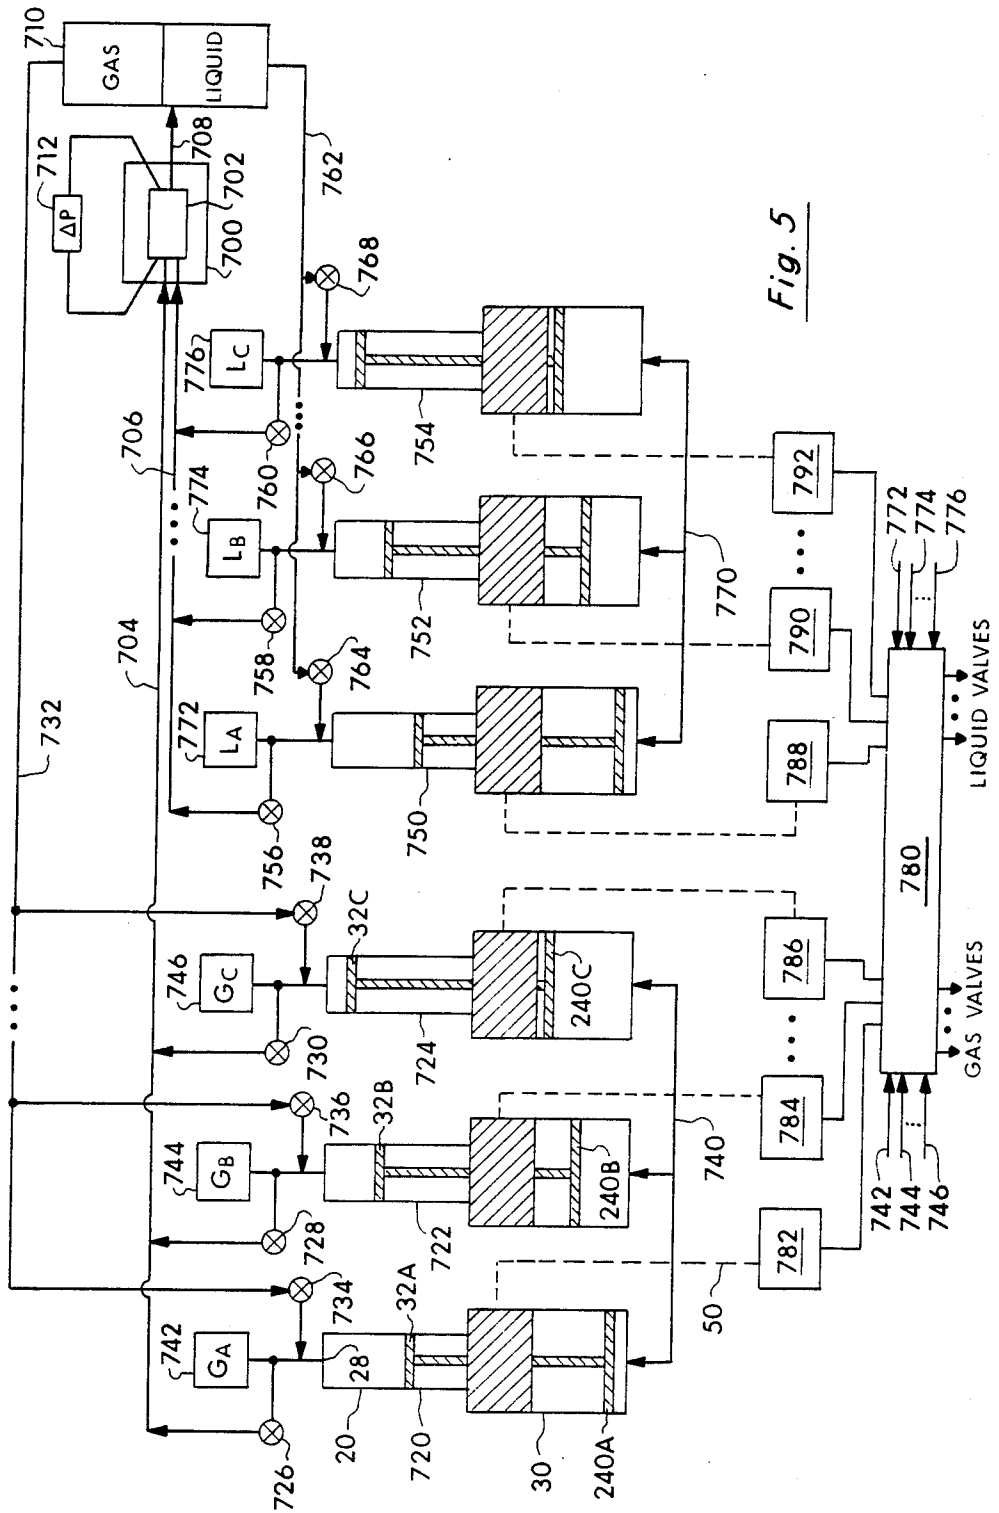 710
GAS
LIQUID
712
ΔP
708
702
700
762
732
704
706
776
LC
774
LB
772
LA
760
758
756
768
766
764
754
752
750
770
746
GC
744
GB
742
GA
738
736
734
730
728
726
32C
32B
32A
28
20
724
722
720
240C
240B
240A
30
740
50
792
790
788
786
784
782
780
772
774
776
742
744
746
LIQUID VALVES
GAS VALVES
Fig. 5